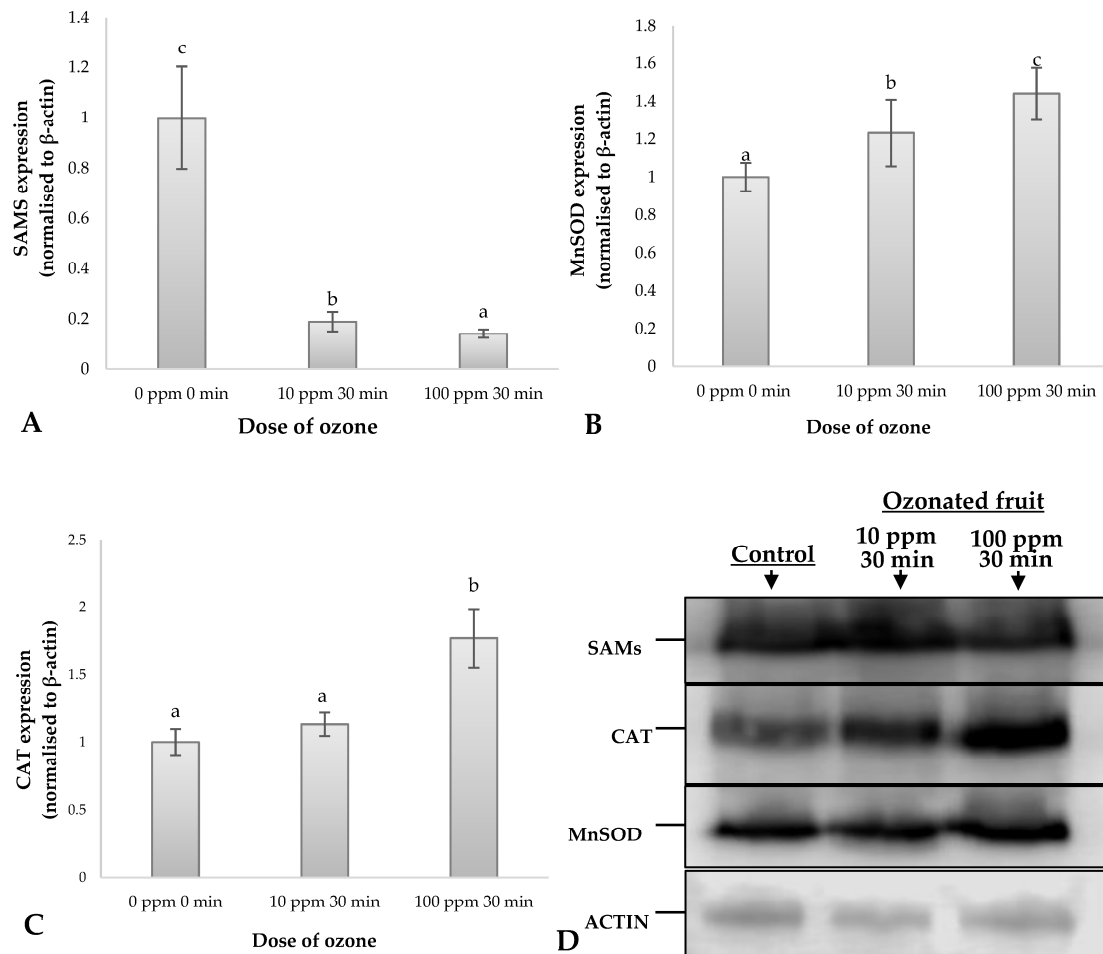 SAMS expression
(normalised to β-actin)
1.4
1.2
1
0.8
0.6
0.4
0.2
0
c
b
a
0 ppm 0 min
10 ppm 30 min
100 ppm 30 min
A
Dose of ozone
MnSOD expression
(normalised to β-actin)
1.8
1.6
1.4
1.2
1
0.8
0.6
0.4
0.2
0
a
b
c
0 ppm 0 min
10 ppm 30 min
100 ppm 30 min
B
Dose of ozone
CAT expression
(normalised to β-actin)
2.5
2
1.5
1
0.5
0
a
a
b
0 ppm 0 min
10 ppm 30 min
100 ppm 30 min
C
Dose of ozone
Ozonated fruit
Control
10 ppm
30 min
100 ppm
30 min
SAMs
CAT
MnSOD
ACTIN
D